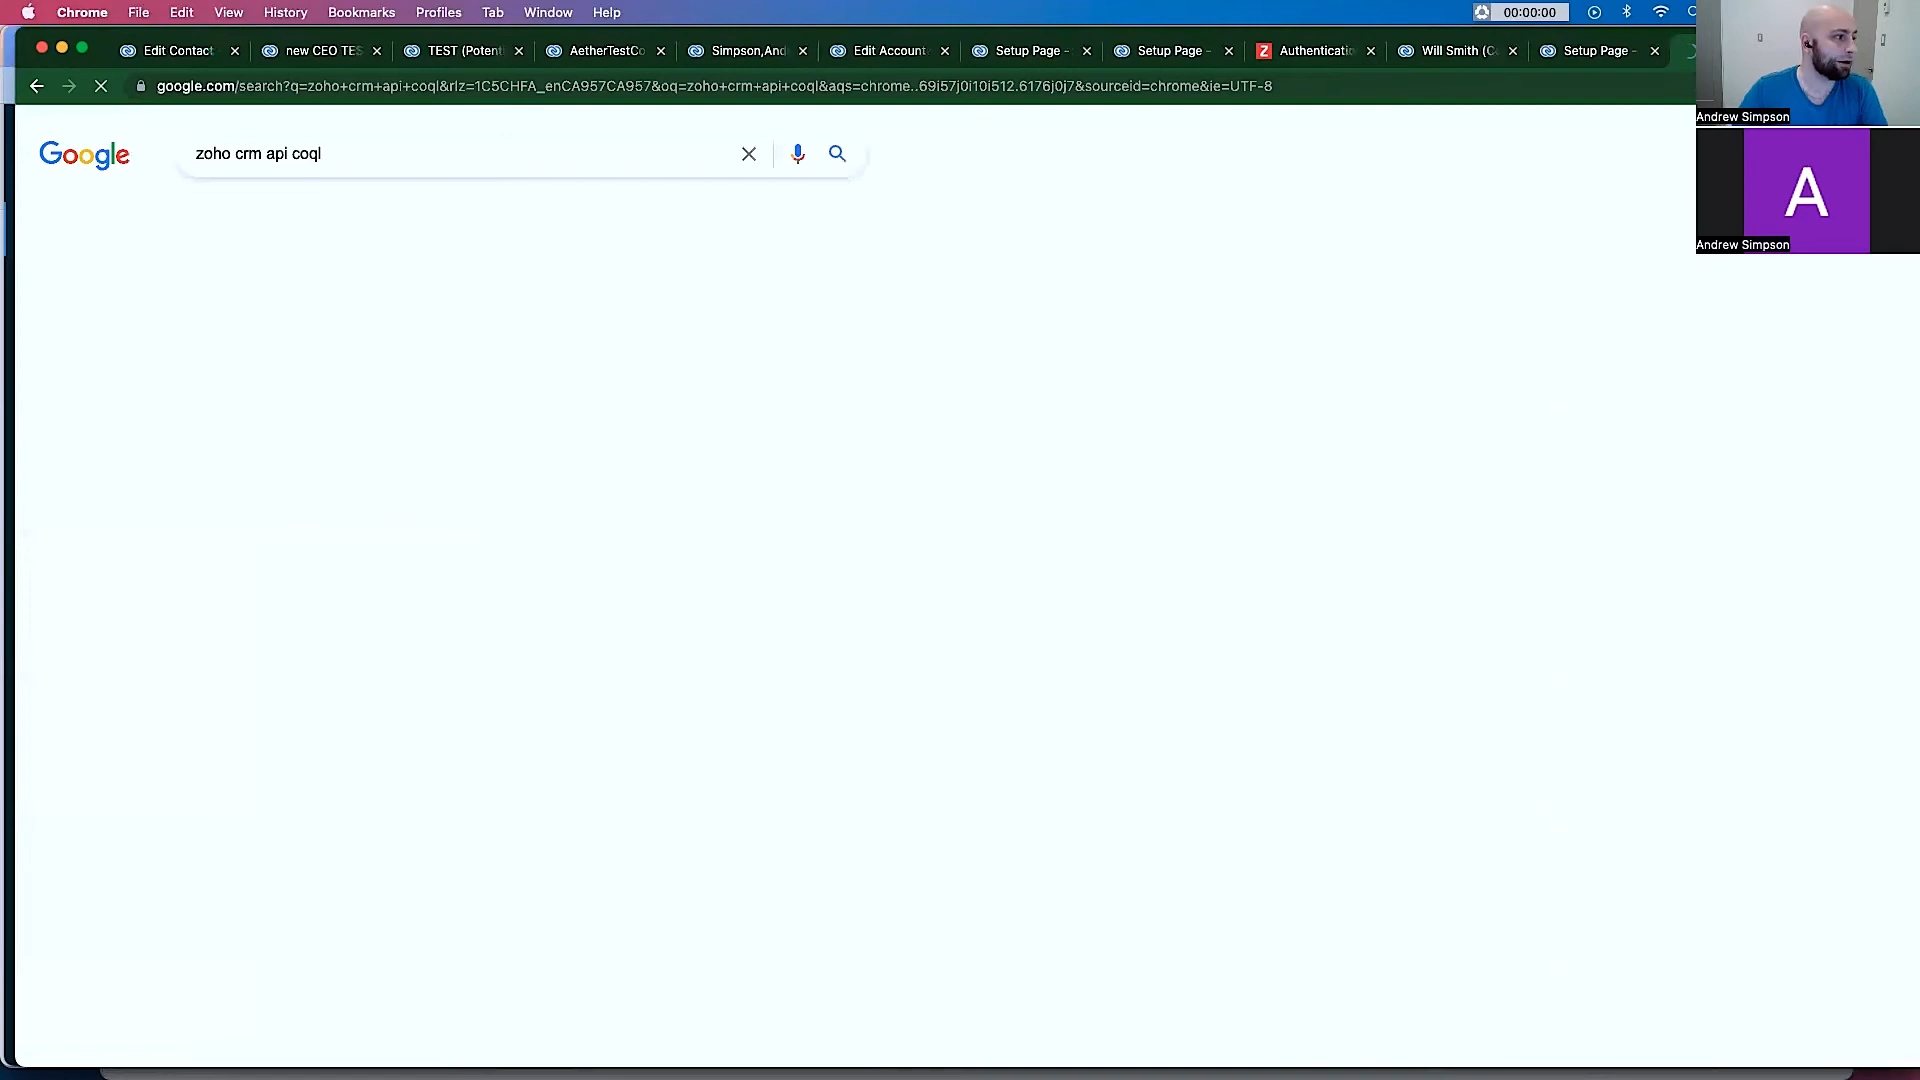 Chrome File Edit View History Bookmarks Profiles Tab Window Help 00:00:00
Edit Contact new CEO TES TEST (Potent AetherTestCo Simpson,And Edit Account Setup Page - Setup Page - Authenticatio Will Smith (C Setup Page -
google.com/search?q=zoho+crm+api+coql&rlz=1C5CHFA_enCA957CA957&oq=zoho+crm+api+coql&aqs=chrome..69i57j0i10i512.6176j0j7&sourceid=chrome&ie=UTF-8
Google zoho crm api coql
Andrew Simpson
A
Andrew Simpson